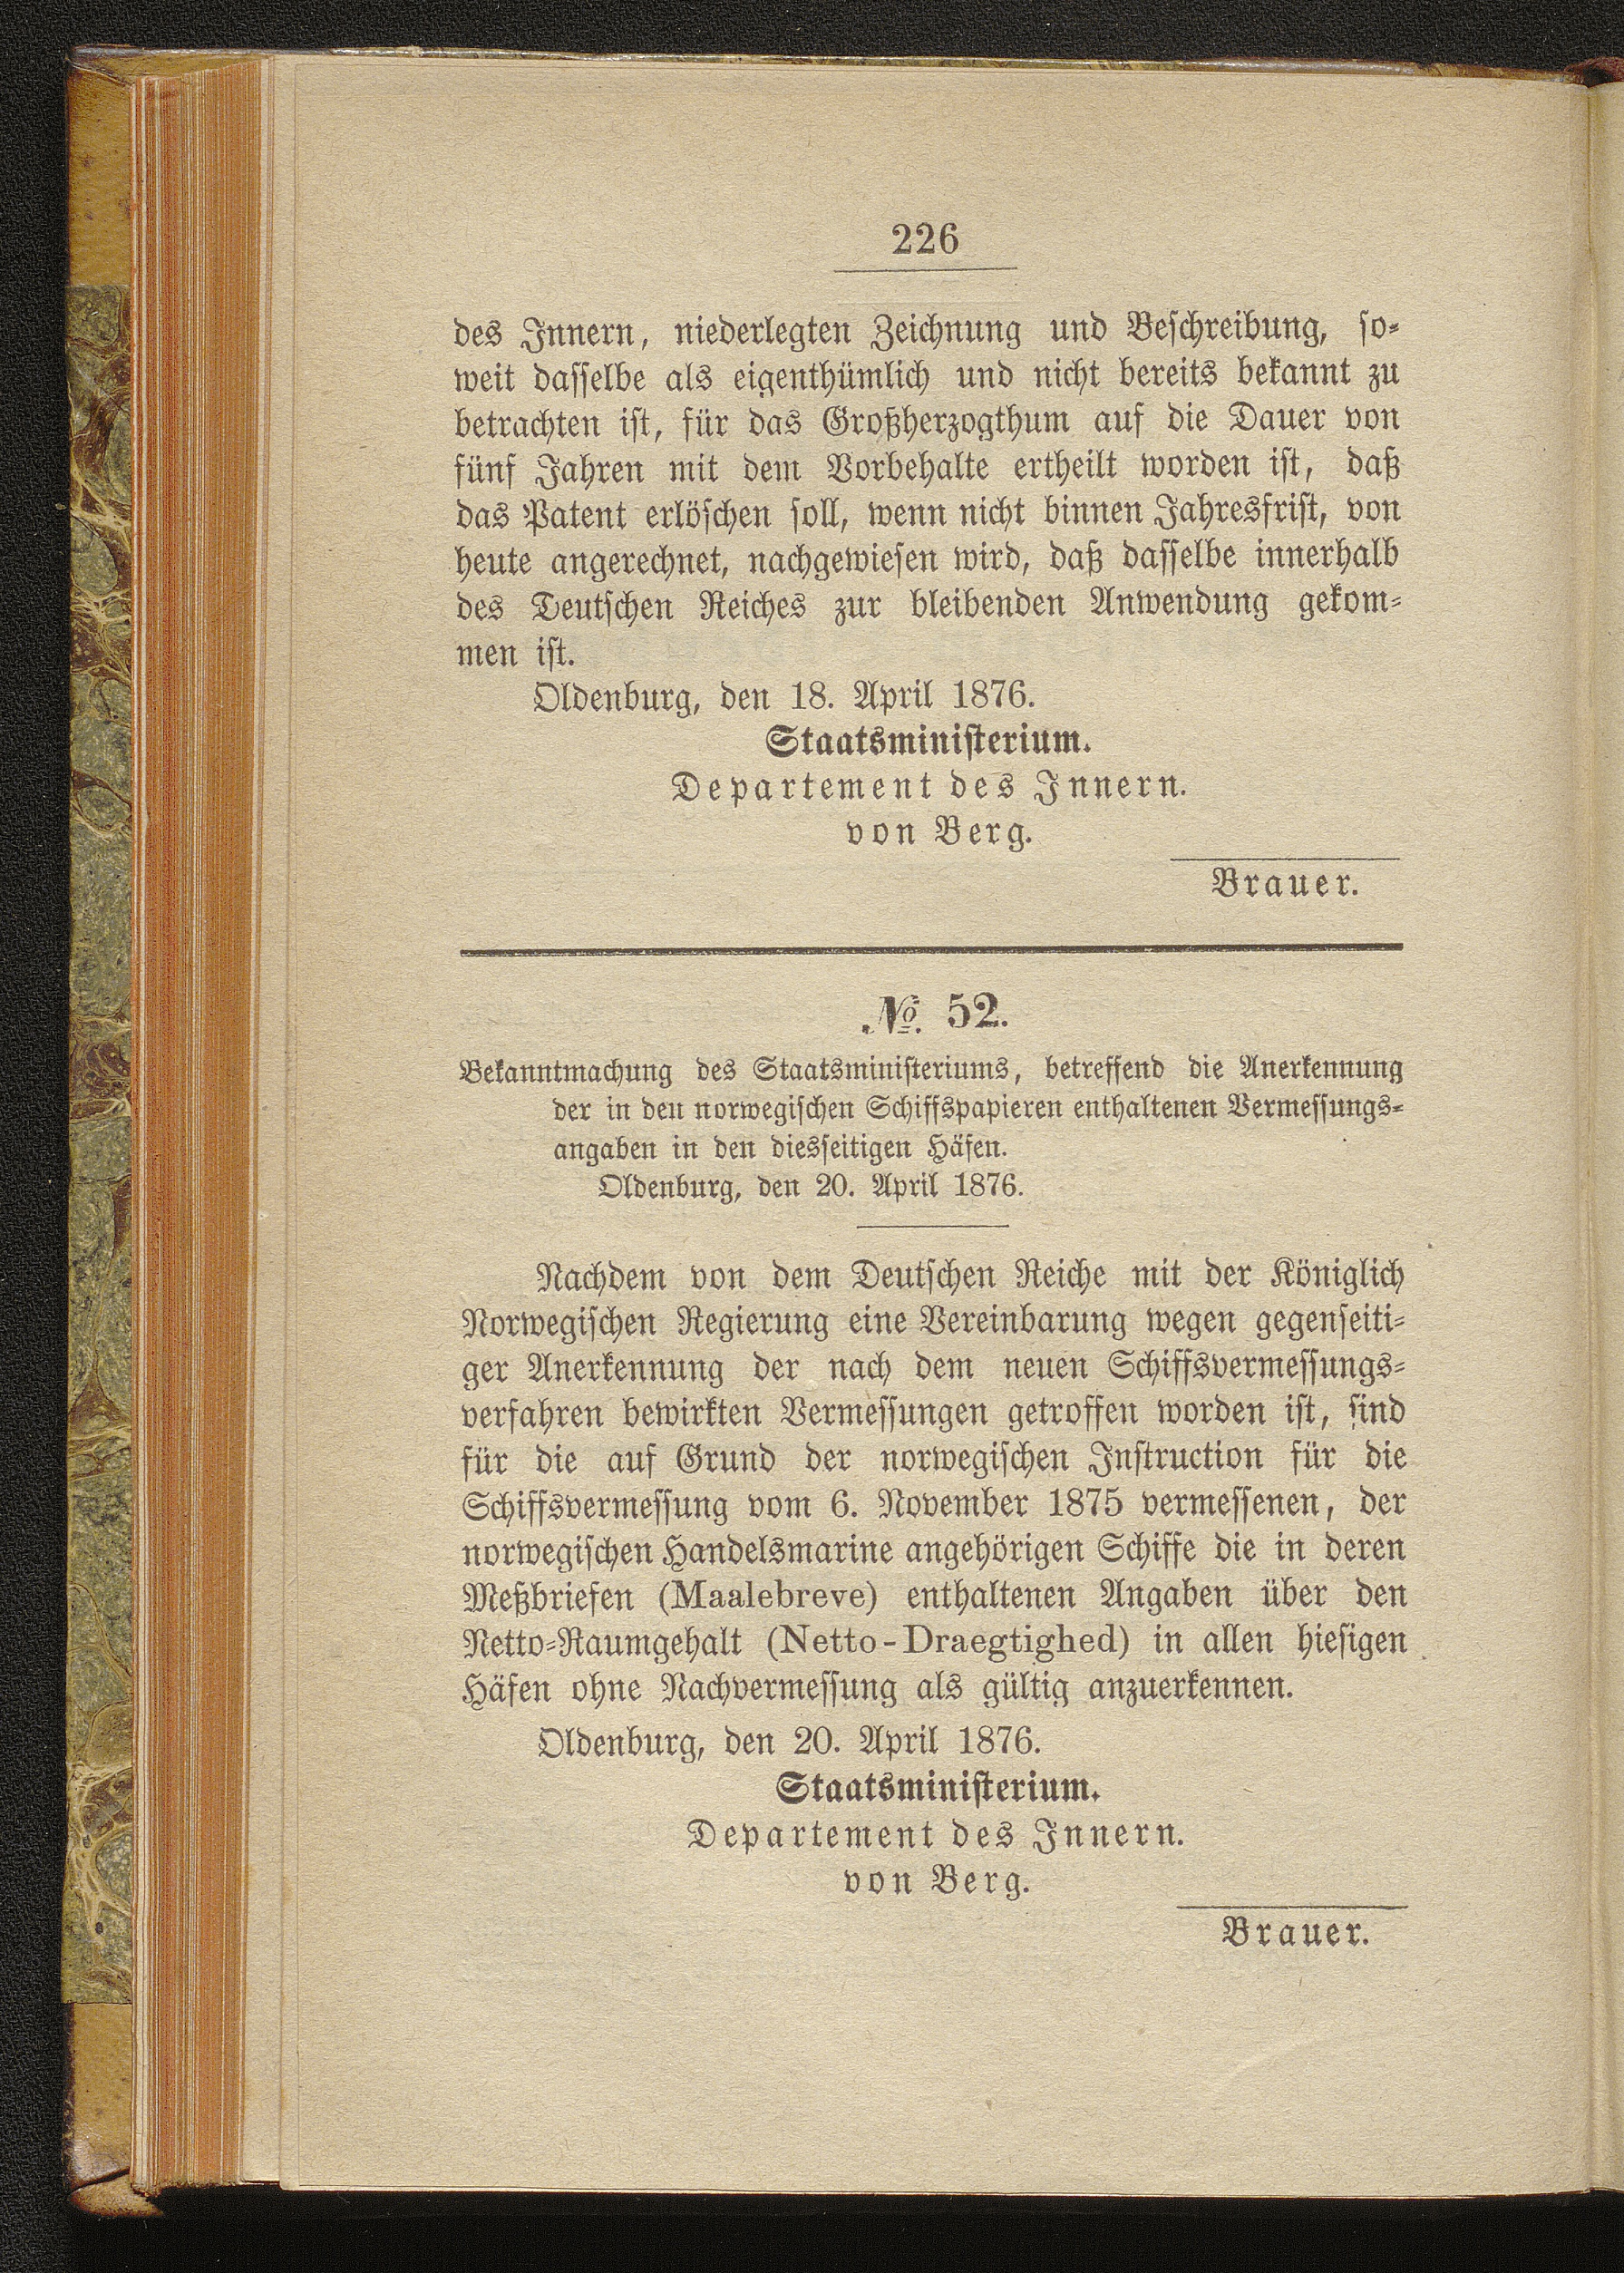 226
des Innern, niederlegten Zeichnung und Beschreibung, so-
weit dasselbe als eigenthümlich und nicht bereits bekannt zu
betrachten ist, für das Großherzogthum auf die Dauer von
fünf Jahren mit dem Vorbehalte ertheilt worden ist, daß
das Patent erlöschen soll, wenn nicht binnen Jahresfrist, von
heute angerechnet, nachgewiesen wird, daß dasselbe innerhalb
des Deutschen Reiches zur bleibenden Anwendung gekom-
men ist.
Oldenburg, den 18. April 1876.
Staatsministerium.
Departement des Innern.
von Berg.
Brauer.
№. 52.
Bekanntmachung des Staatsministeriums, betreffend die Anerkennung
der in den norwegischen Schiffspapieren enthaltenen Vermessungs-
angaben in den diesseitigen Häfen.
Oldenburg, den 20. April 1876.
Nachdem von dem Deutschen Reiche mit der Königlich
Norwegischen Regierung eine Vereinbarung wegen gegenseiti-
ger Anerkennung der nach dem neuen Schiffsvermessungs-
verfahren bewirkten Vermessungen getroffen worden ist, sind
für die auf Grund der norwegischen Instruction für die
Schiffsvermessung vom 6. November 1875 vermessenen, der
norwegischen Handelsmarine angehörigen Schiffe die in deren
Meßbriefen (Maalebreve) enthaltenen Angaben über den
Netto-Raumgehalt (Netto-Draegtighed) in allen hiesigen
Häfen ohne Nachvermessung als gültig anzuerkennen.
Oldenburg, den 20. April 1876.
Staatsministerium.
Departement des Innern.
von Berg.
Brauer.